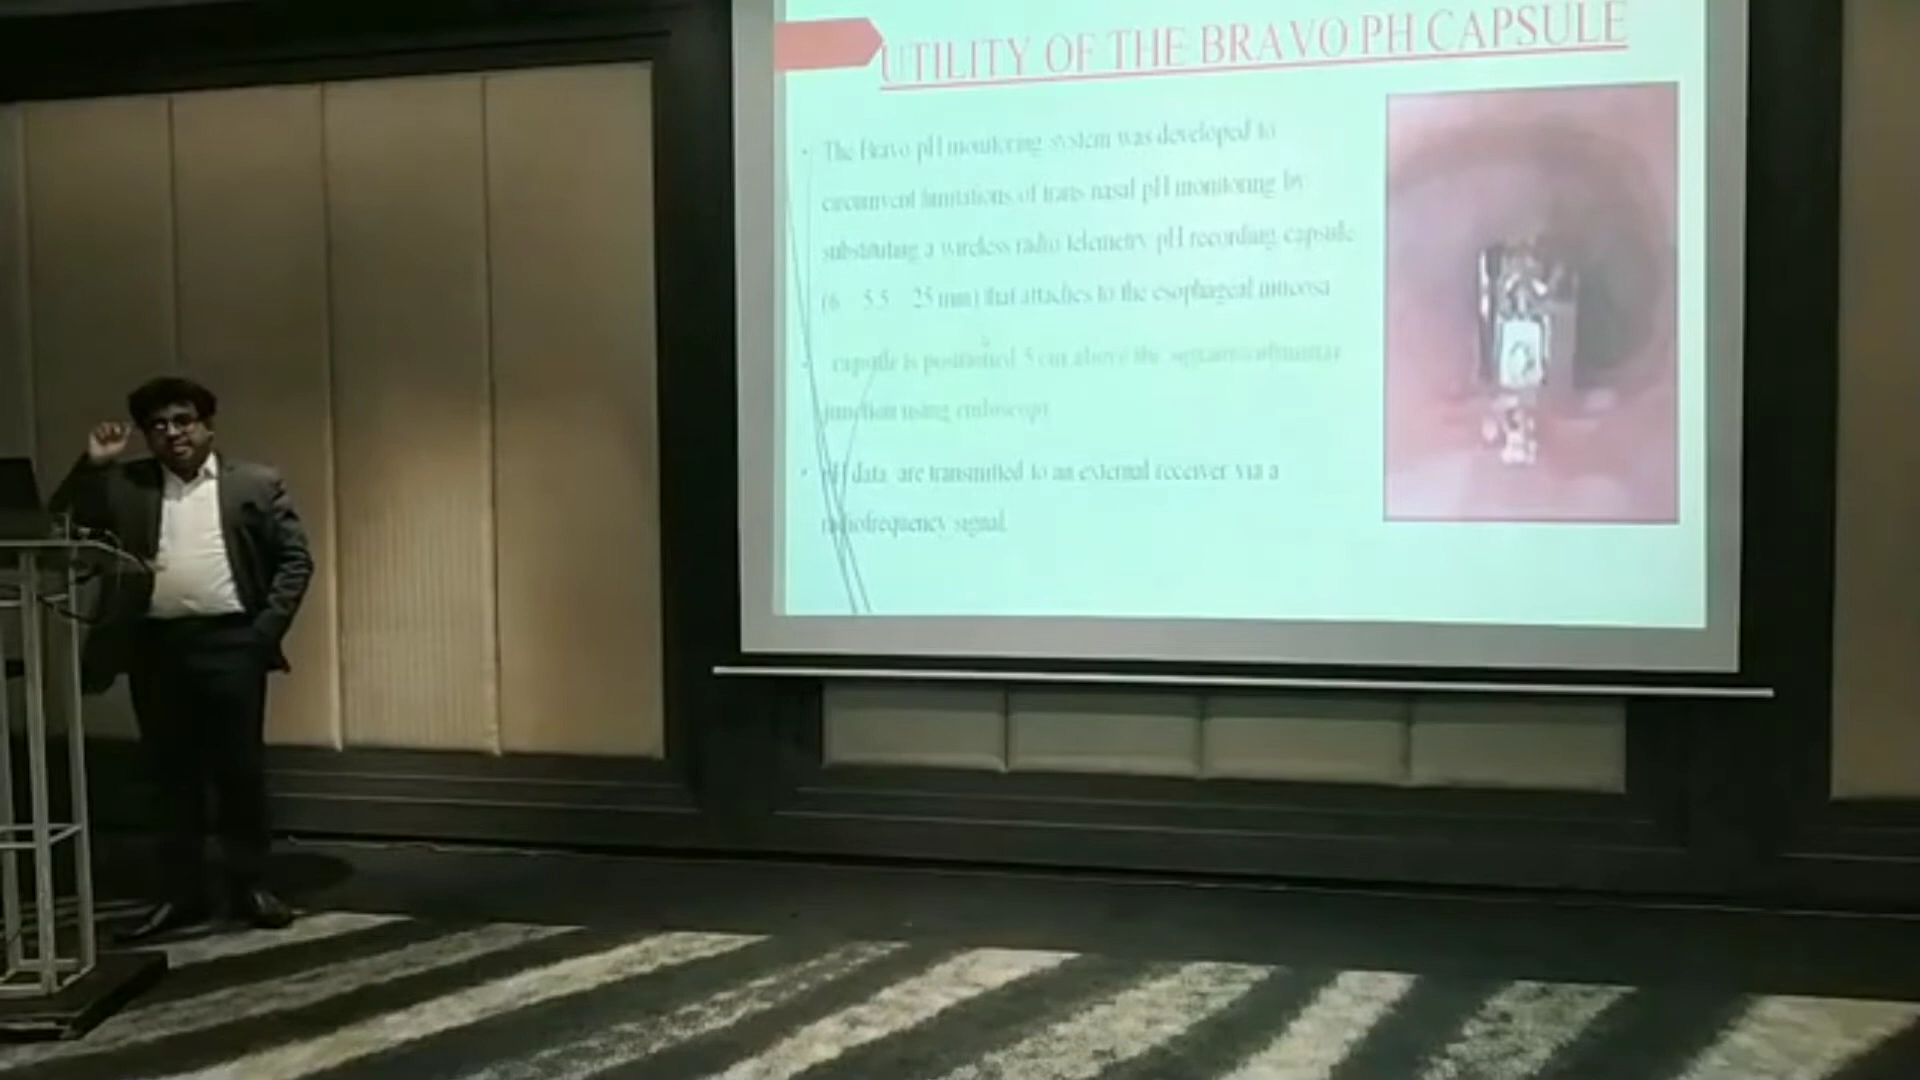 UTILITY OF THE BRAVO PH CAPSULE
The Bravo pH monitoring system was developed to
circumvent limitations of trans nasal pH monitoring by
substituting a wireless radio telemetry pH recording capsule
(6 5.5 25 mm) that attaches to the esophageal mucosa
capsule is positioned 5 cm above the squamocolumnar
junction using endoscopy
pH data are transmitted to an external receiver via a
radiofrequency signal